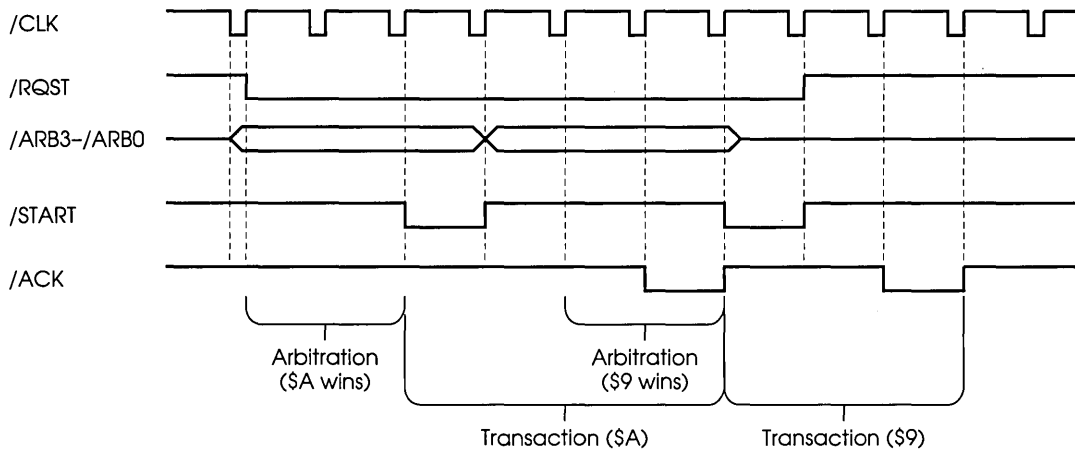 /CLK
/RQST
/ARB3–/ARB0
/START
/ACK
Arbitration
($A wins)
Arbitration
($9 wins)
Transaction ($A)
Transaction ($9)